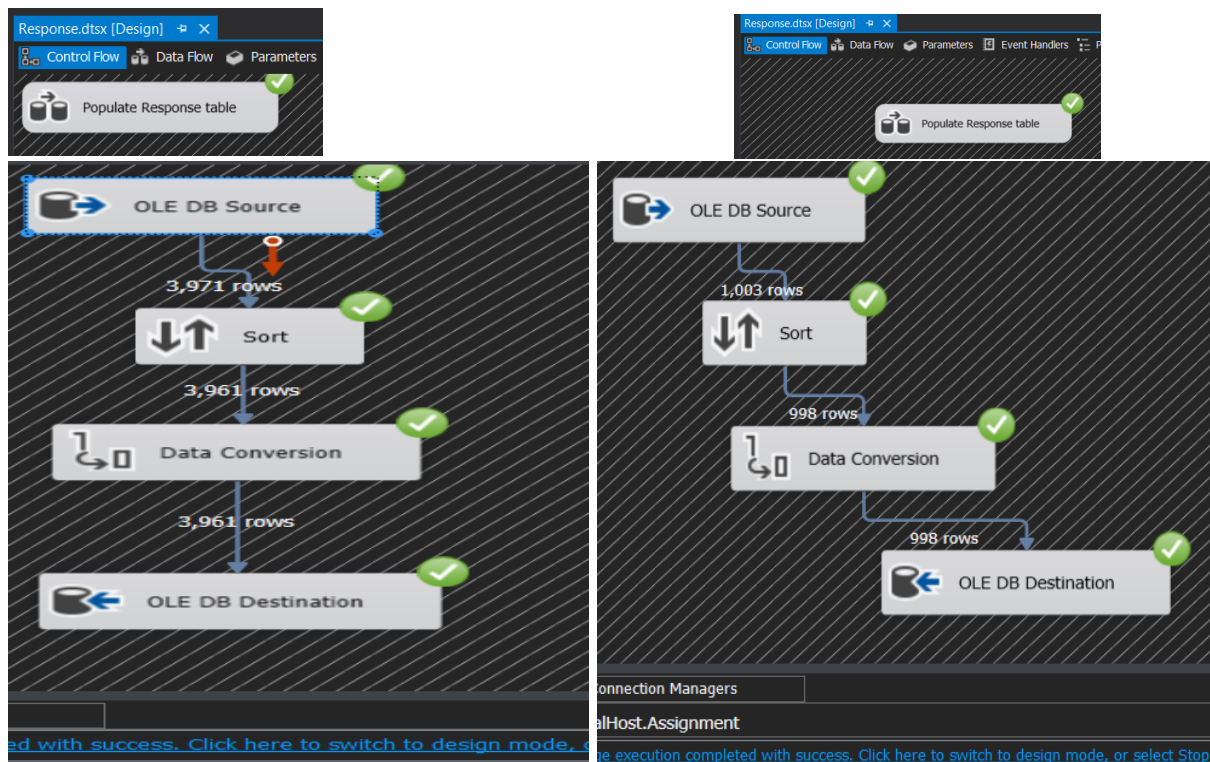 Response.dtsx [Design]
Control Flow Data Flow Parameters
Populate Response table
Response.dtsx [Design]
Control Flow Data Flow Parameters Event Handlers P
Populate Response table
OLE DB Source
3,971 rows
Sort
3,961 rows
Data Conversion
3,961 rows
OLE DB Destination
ed with success. Click here to switch to design mode, o
OLE DB Source
1,003 rows
Sort
998 rows
Data Conversion
998 rows
OLE DB Destination
Connection Managers
alHost.Assignment
ge execution completed with success. Click here to switch to design mode, or select Stop